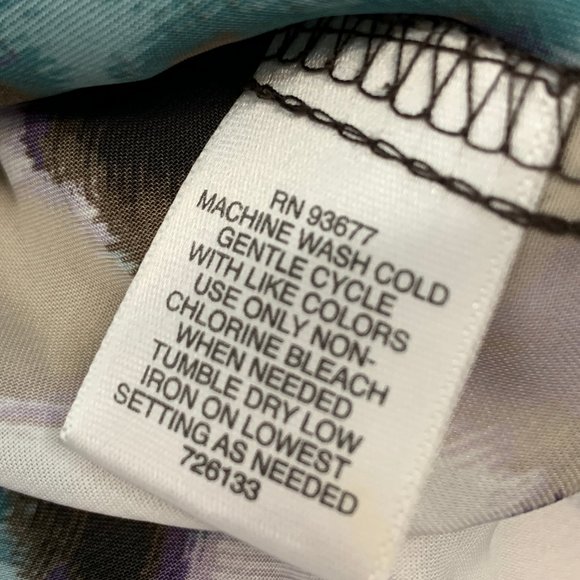 RN 93677
MACHINE WASH COLD
GENTLE CYCLE
WITH LIKE COLORS
USE ONLY NON-
CHLORINE BLEACH
WHEN NEEDED
TUMBLE DRY LOW
IRON ON LOWEST
SETTING AS NEEDED
726133